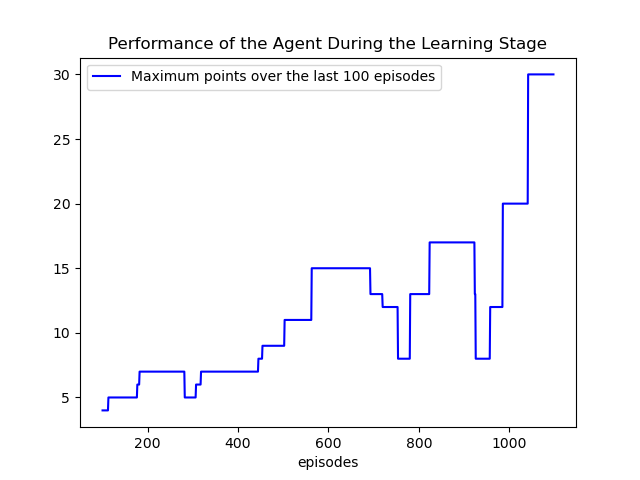 Performance of the Agent During the Learning Stage
Maximum points over the last 100 episodes
30
25
20
15
10
5
200 400 600 800 1000
episodes